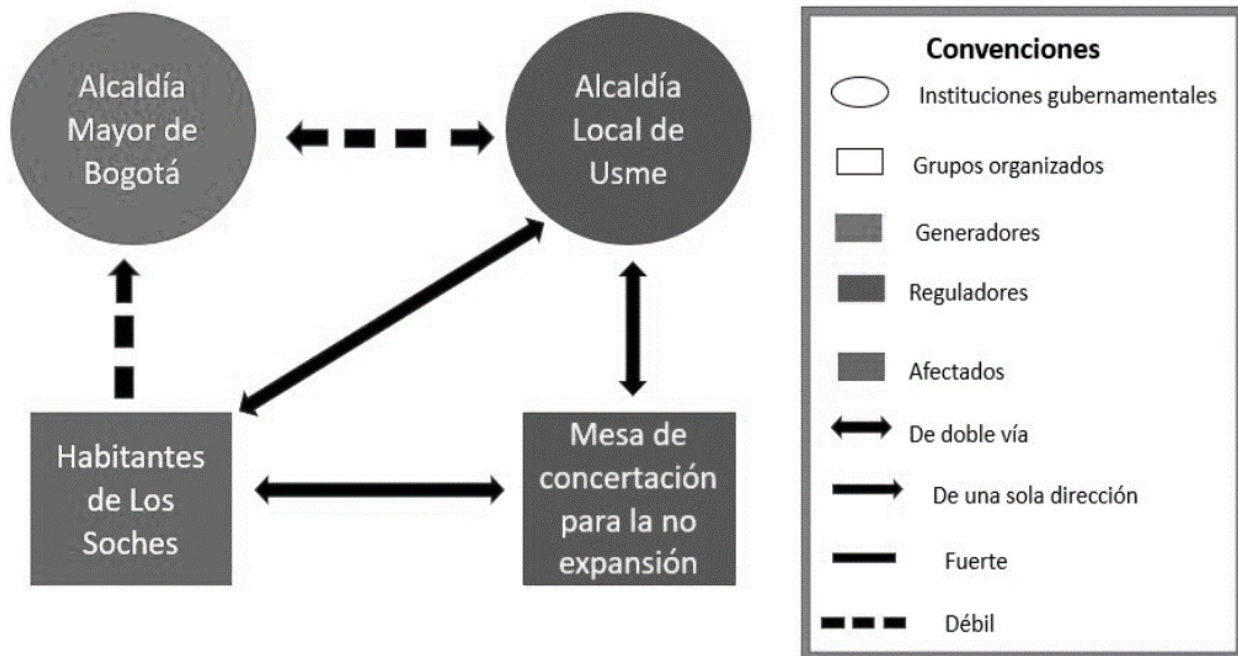 Alcaldía
Mayor de
Bogotá
Alcaldía
Local de
Usme
Habitantes
de Los
Soches
Mesa de
concertación
para la no
expansión
Convenciones
Instituciones gubernamentales
Grupos organizados
Generadores
Reguladores
Afectados
De doble vía
De una sola dirección
Fuerte
Débil